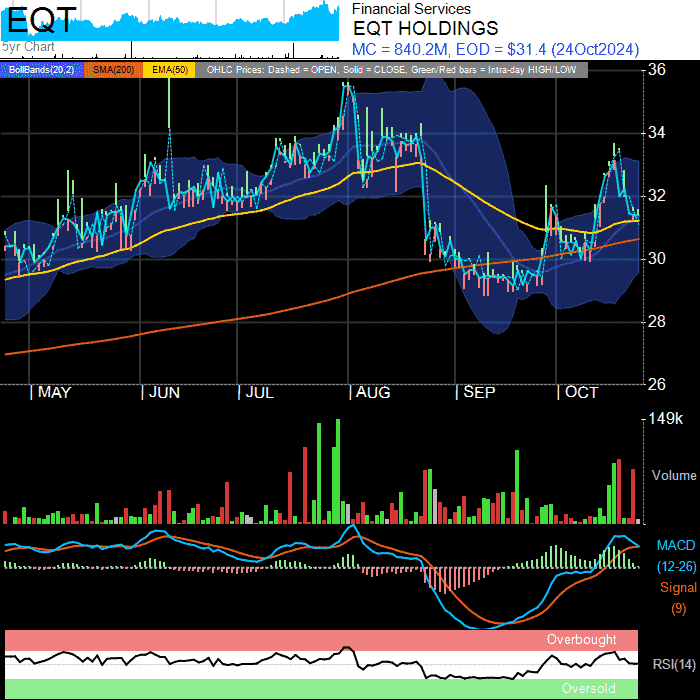 EQT
5yr Chart
Financial Services
EQT HOLDINGS
MC = 840.2M, EOD = $31.4 (24Oct2024)
BollBands(20,2) SMA(200) EMA(50) OHLC Prices: Dashed = OPEN, Solid = CLOSE, Green/Red bars = Intra-day HIGH/LOW
36
34
32
30
28
26
| MAY | JUN | JUL | AUG | SEP | OCT
149k
Volume
MACD
(12-26)
Signal
(9)
Overbought
RSI(14)
Oversold